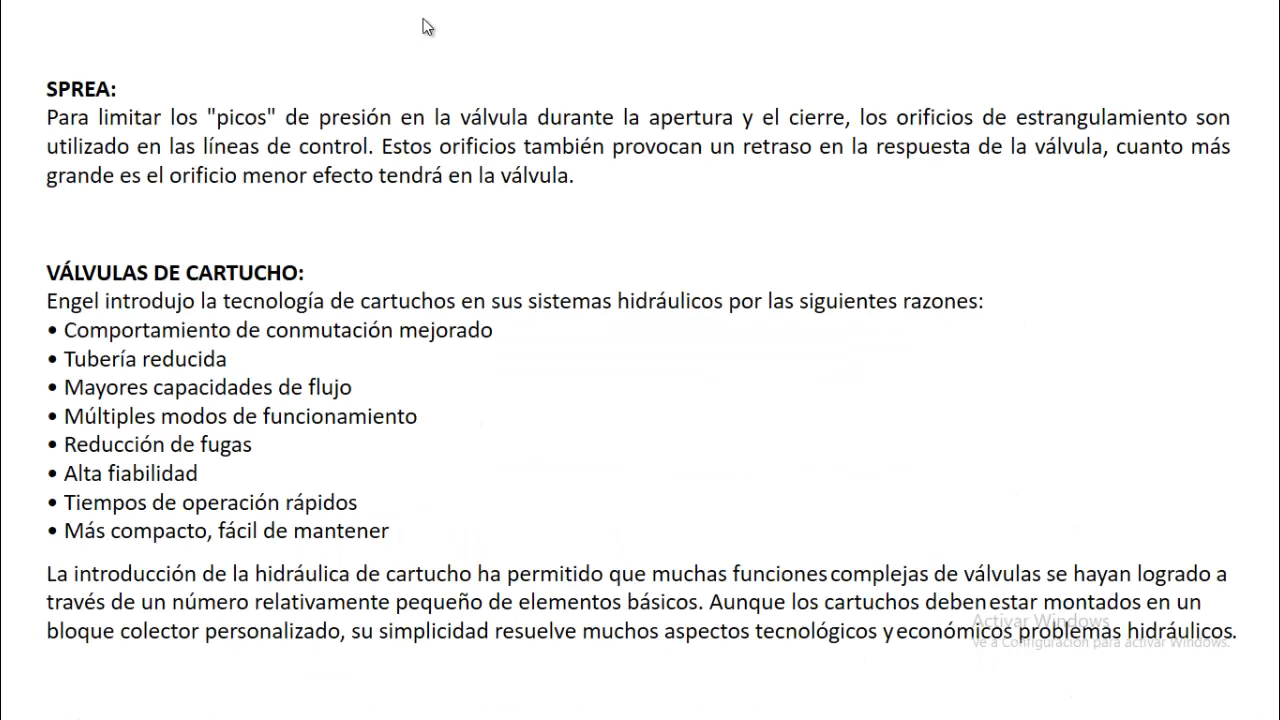 SPREA:
Para limitar los "picos" de presión en la válvula durante la apertura y el cierre, los orificios de estrangulamiento son
utilizado en las líneas de control. Estos orificios también provocan un retraso en la respuesta de la válvula, cuanto más
grande es el orificio menor efecto tendrá en la válvula.
VÁLVULAS DE CARTUCHO:
Engel introdujo la tecnología de cartuchos en sus sistemas hidráulicos por las siguientes razones:
• Comportamiento de conmutación mejorado
• Tubería reducida
• Mayores capacidades de flujo
• Múltiples modos de funcionamiento
• Reducción de fugas
• Alta fiabilidad
• Tiempos de operación rápidos
• Más compacto, fácil de mantener
La introducción de la hidráulica de cartucho ha permitido que muchas funciones complejas de válvulas se hayan logrado a
través de un número relativamente pequeño de elementos básicos. Aunque los cartuchos deben estar montados en un
bloque colector personalizado, su simplicidad resuelve muchos aspectos tecnológicos y económicos problemas hidráulicos.
Activar Windows
Ve a Configuración para activar Windows.